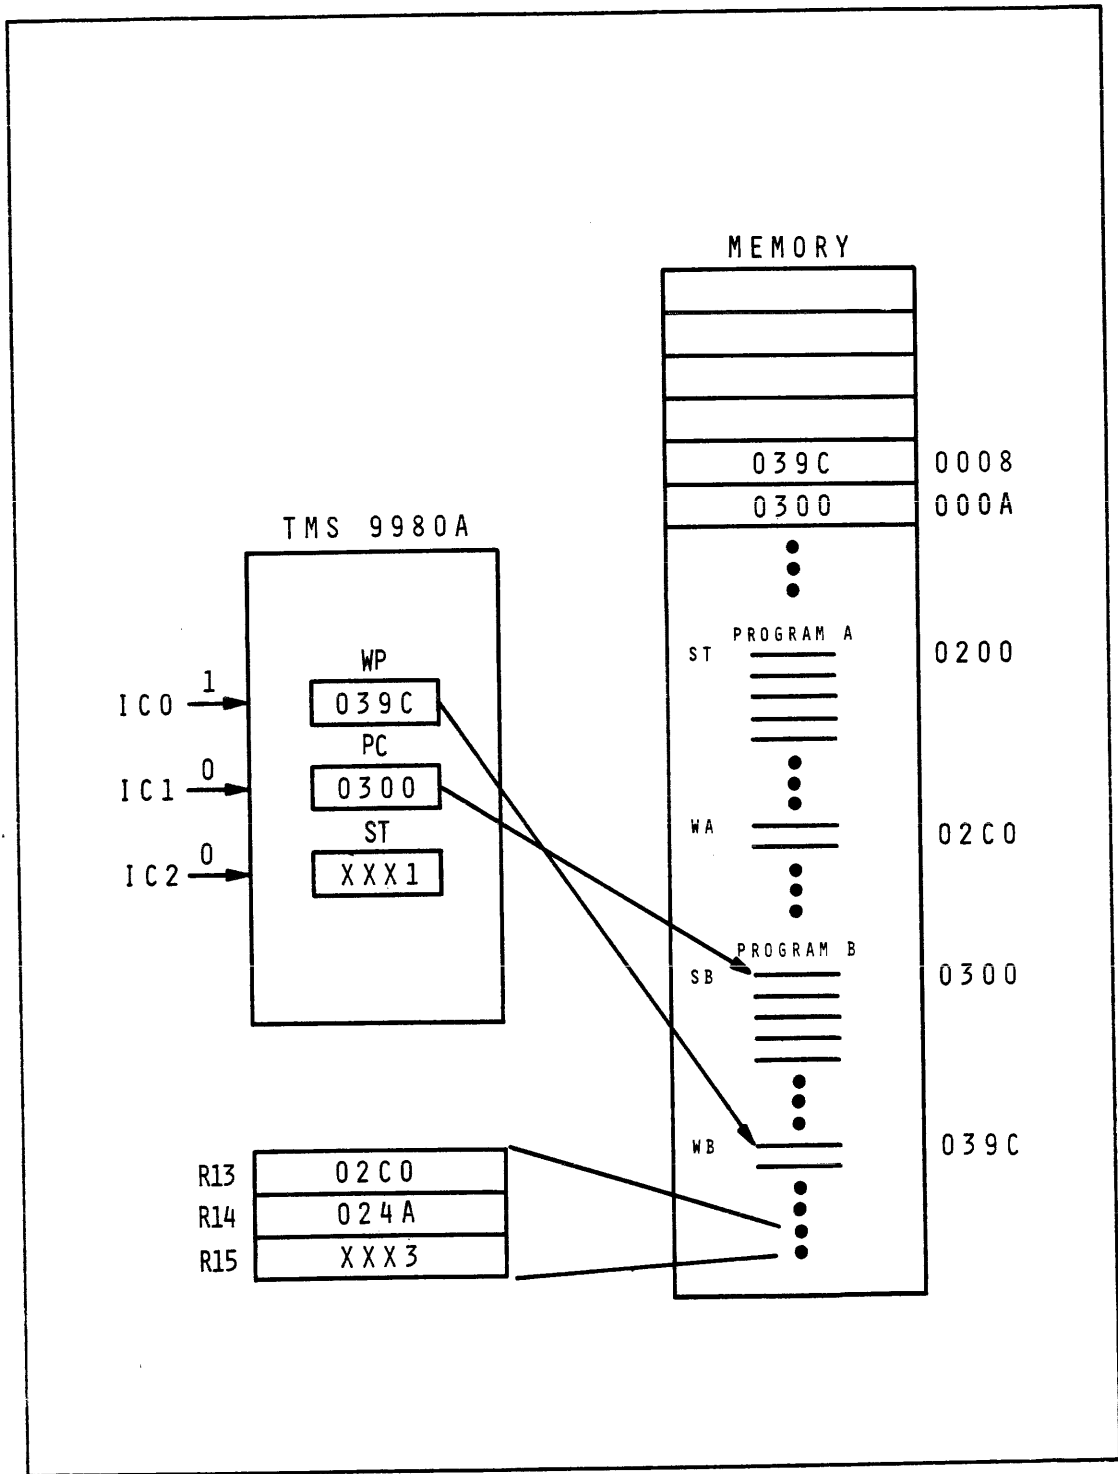 MEMORY
039C 0008
0300 000A
TMS 9980A
PROGRAM A
ST 0200
WP
IC0 1 039C
PC
IC1 0 0300
WA 02C0
ST
IC2 0 XXX1
PROGRAM B
SB 0300
WB 039C
R13 02C0
R14 024A
R15 XXX3